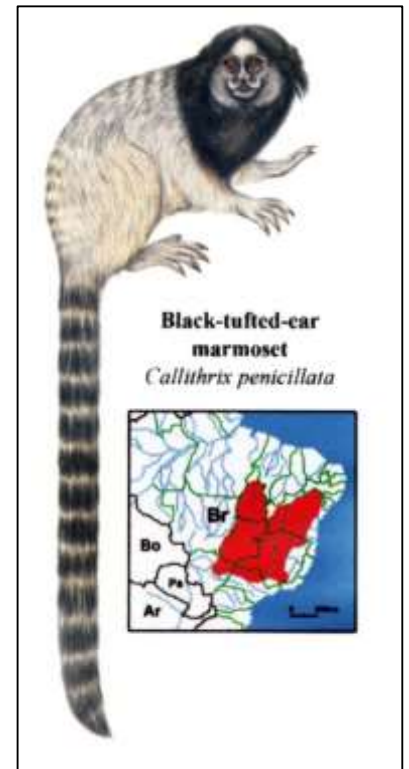 Black-tufted-ear
marmoset
Callithrix penicillata
Br
Bo
Pa
Ar